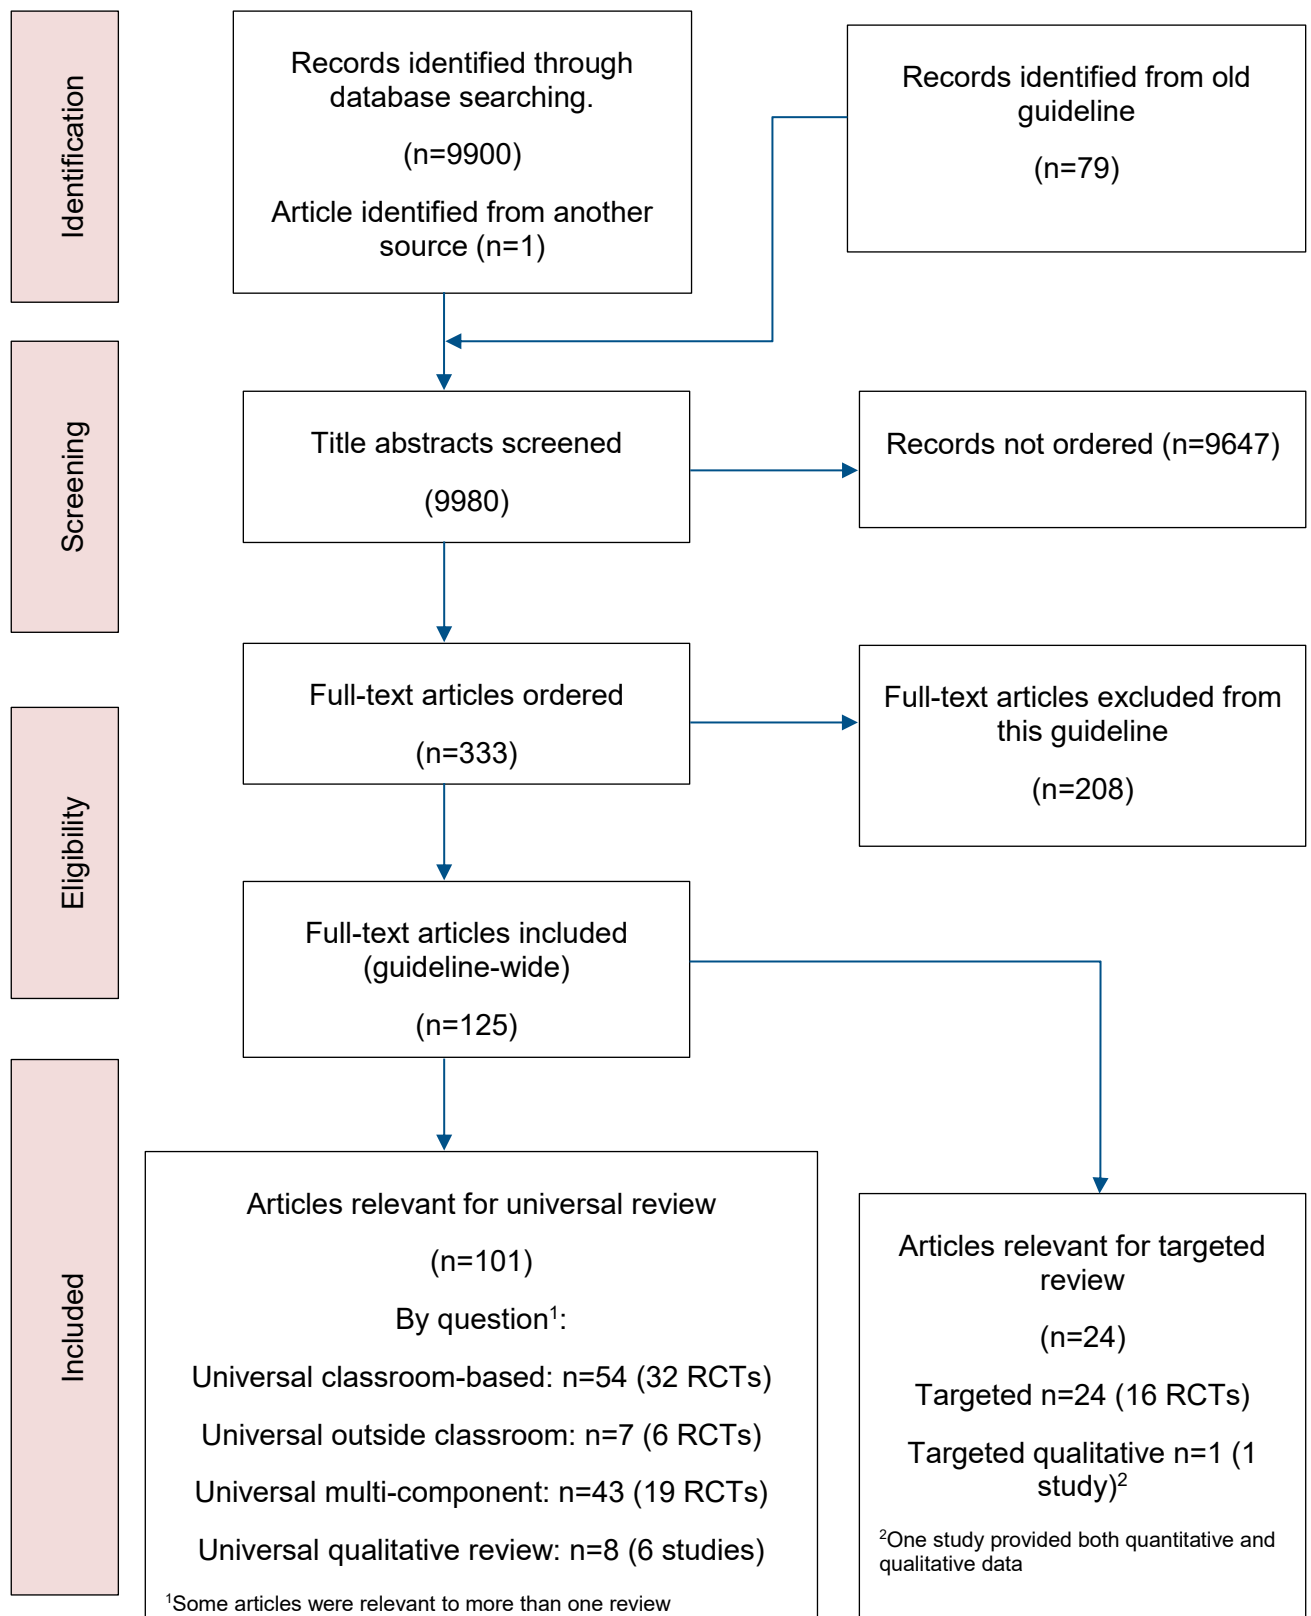 Identification
Records identified through
database searching.
(n=9900)
Article identified from another
source (n=1)
Records identified from old
guideline
(n=79)
Screening
Title abstracts screened
(9980)
Records not ordered (n=9647)
Eligibility
Full-text articles ordered
(n=333)
Full-text articles excluded from
this guideline
(n=208)
Full-text articles included
(guideline-wide)
(n=125)
Included
Articles relevant for universal review
(n=101)
By question¹:
Universal classroom-based: n=54 (32 RCTs)
Universal outside classroom: n=7 (6 RCTs)
Universal multi-component: n=43 (19 RCTs)
Universal qualitative review: n=8 (6 studies)
¹Some articles were relevant to more than one review
Articles relevant for targeted
review
(n=24)
Targeted n=24 (16 RCTs)
Targeted qualitative n=1 (1
study)²
²One study provided both quantitative and
qualitative data